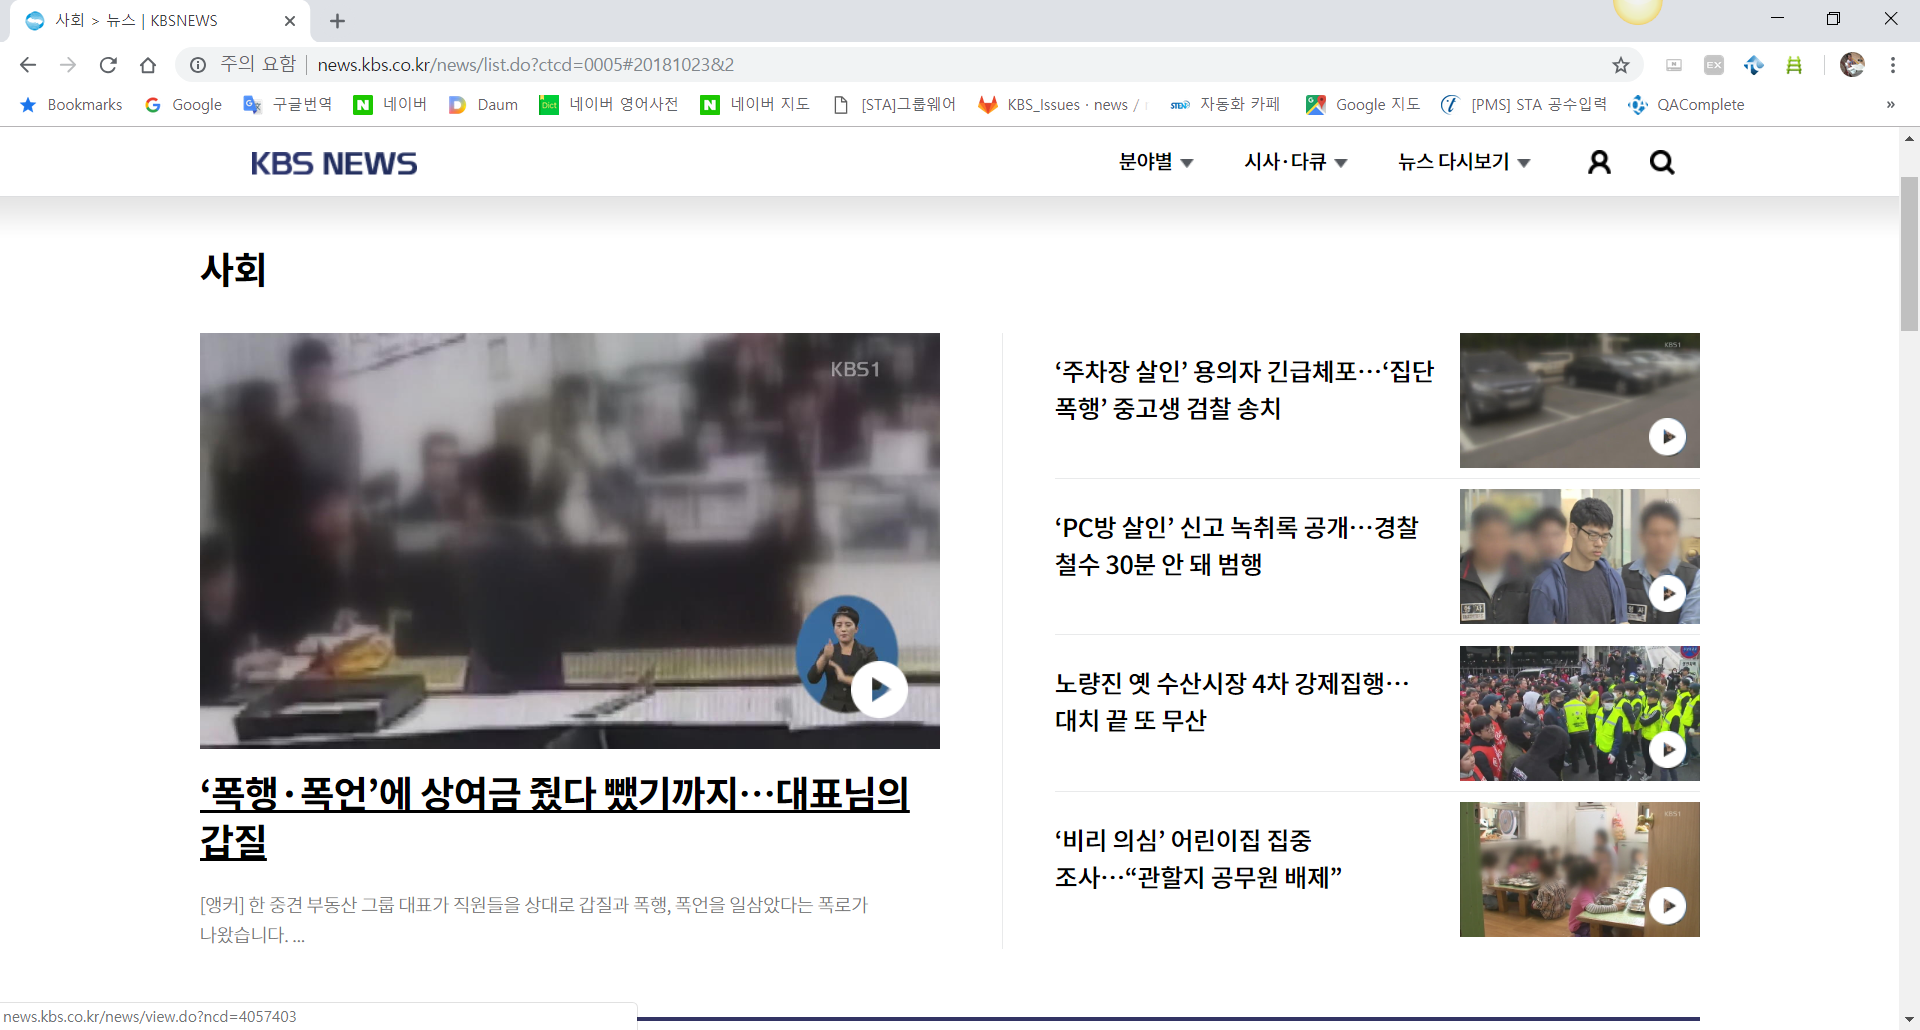 사회 > 뉴스 | KBSNEWS
주의 요함 | news.kbs.co.kr/news/list.do?ctcd=0005#20181023&2
EX
Bookmarks Google 구글번역 네이버 Daum 네이버 영어사전 네이버 지도 [STA]그룹웨어 KBS_Issues · news / 자동화 카페 Google 지도 [PMS] STA 공수입력 QAComplete »
KBS NEWS
분야별 시사·다큐 뉴스 다시보기
사회
KBS1
‘폭행·폭언’에 상여금 줬다 뺐기까지…대표님의
갑질
[앵커] 한 중견 부동산 그룹 대표가 직원들을 상대로 갑질과 폭행, 폭언을 일삼았다는 폭로가
나왔습니다. ...
‘주차장 살인’ 용의자 긴급체포…‘집단
폭행’ 중고생 검찰 송치
KBS1
‘PC방 살인’ 신고 녹취록 공개…경찰
철수 30분 안 돼 범행
노량진 옛 수산시장 4차 강제집행…
대치 끝 또 무산
‘비리 의심’ 어린이집 집중
조사…“관할지 공무원 배제”
KBS1
news.kbs.co.kr/news/view.do?ncd=4057403